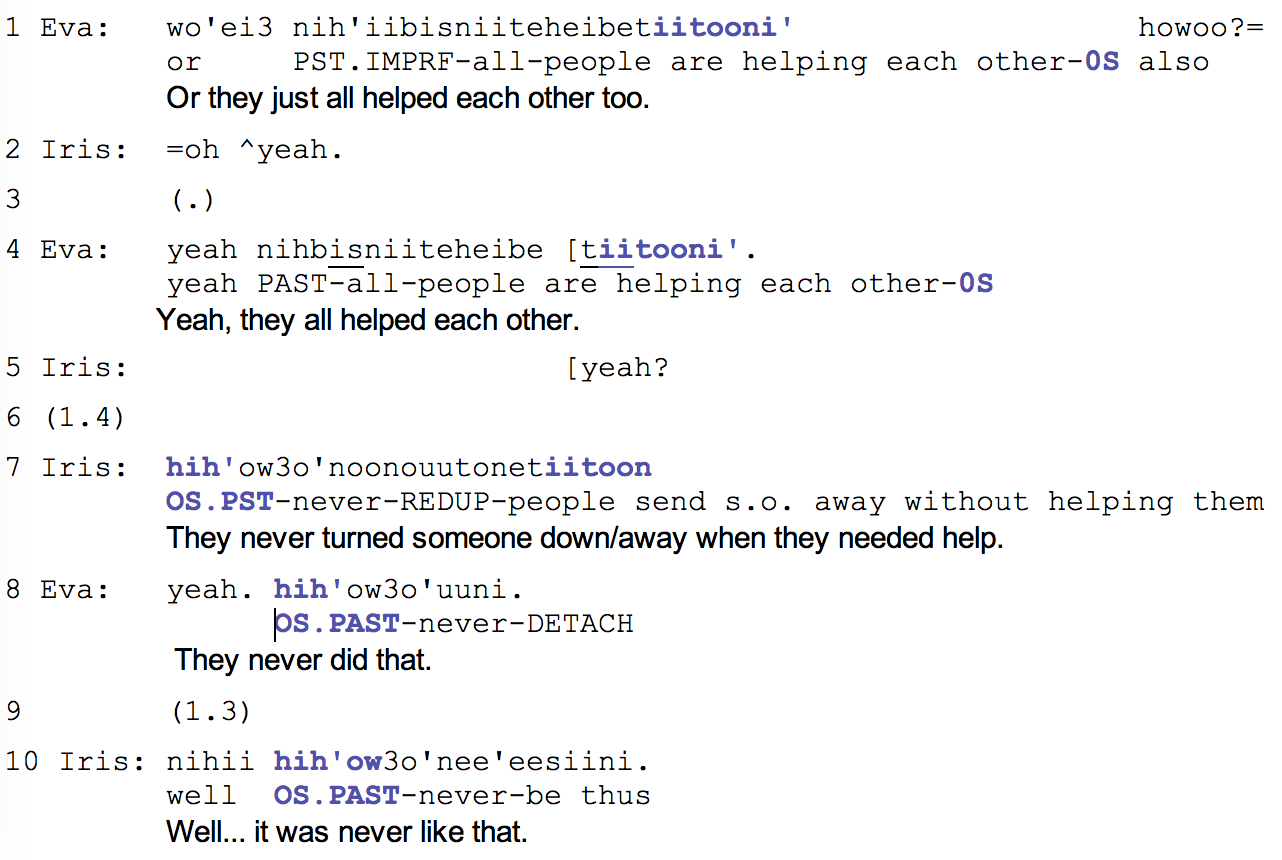 1 Eva: wo'ei3 nih'iibisniiteheibetiitooni' howoo?=
or PST.IMPRF-all-people are helping each other-0S also
Or they just all helped each other too.
2 Iris: =oh ^yeah.
3 (.)
4 Eva: yeah nihbisniiteheibe [tiitooni'.
yeah PAST-all-people are helping each other-0S
Yeah, they all helped each other.
5 Iris: [yeah?
6 (1.4)
7 Iris: hih'ow3o'noonouutonetiitoon
OS.PST-never-REDUP-people send s.o. away without helping them
They never turned someone down/away when they needed help.
8 Eva: yeah. hih'ow3o'uuni.
OS.PAST-never-DETACH
They never did that.
9 (1.3)
10 Iris: nihii hih'ow3o'nee'eesiini.
well OS.PAST-never-be thus
Well... it was never like that.